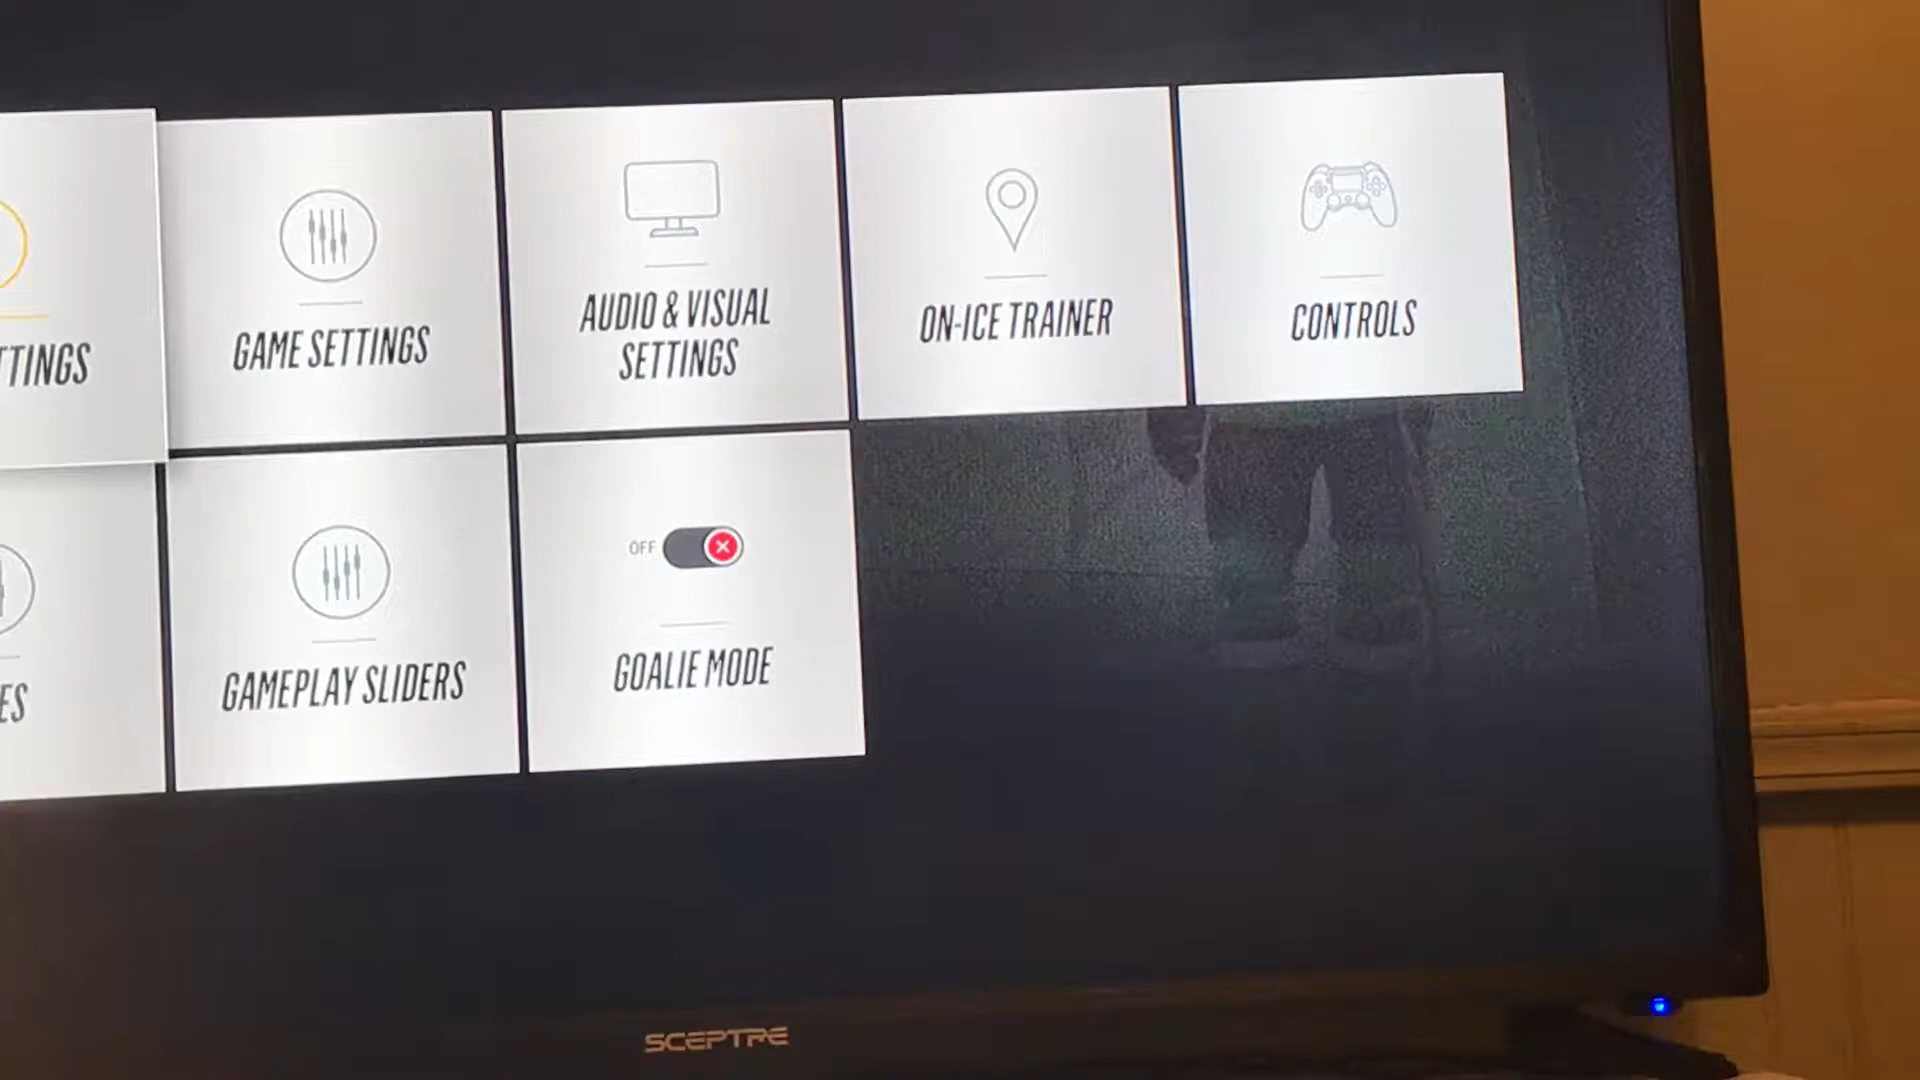 TTINGS
GAME SETTINGS
AUDIO & VISUAL
SETTINGS
ON-ICE TRAINER
CONTROLS
ES
GAMEPLAY SLIDERS
OFF
GOALIE MODE
SCEPTRE